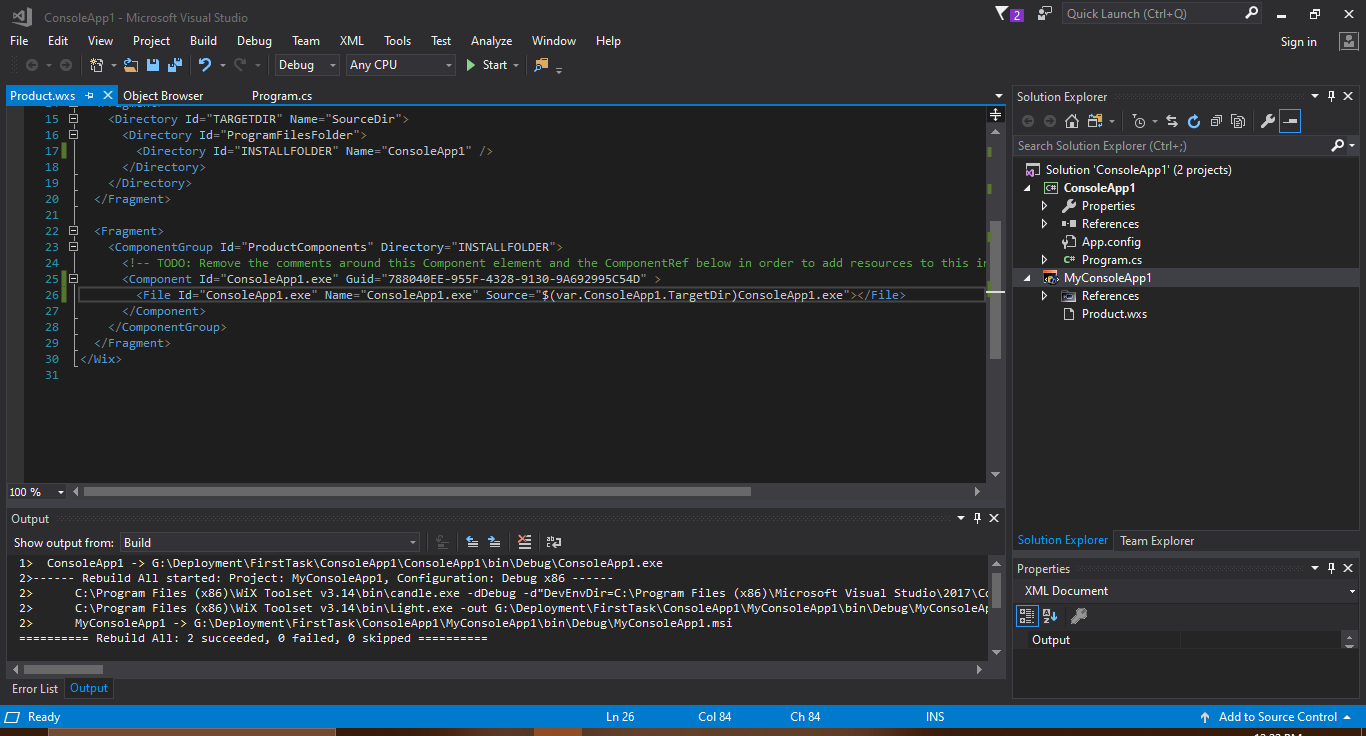 ConsoleApp1 - Microsoft Visual Studio
2
Quick Launch (Ctrl+Q)
File Edit View Project Build Debug Team XML Tools Test Analyze Window Help
Sign in
Debug Any CPU Start
Product.wxs Object Browser Program.cs
15 <Directory Id="TARGETDIR" Name="SourceDir">
16 <Directory Id="ProgramFilesFolder">
17 <Directory Id="INSTALLFOLDER" Name="ConsoleApp1" />
18 </Directory>
19 </Directory>
20 </Fragment>
21
22 <Fragment>
23 <ComponentGroup Id="ProductComponents" Directory="INSTALLFOLDER">
24 <!-- TODO: Remove the comments around this Component element and the ComponentRef below in order to add resources to this in
25 <Component Id="ConsoleApp1.exe" Guid="788040EE-955F-4328-9130-9A692995C54D" >
26 <File Id="ConsoleApp1.exe" Name="ConsoleApp1.exe" Source="$(var.ConsoleApp1.TargetDir)ConsoleApp1.exe"></File>
27 </Component>
28 </ComponentGroup>
29 </Fragment>
30 </Wix>
31
100 %
Output
Show output from: Build
1> ConsoleApp1 -> G:\Deployment\FirstTask\ConsoleApp1\ConsoleApp1\bin\Debug\ConsoleApp1.exe
2>------ Rebuild All started: Project: MyConsoleApp1, Configuration: Debug x86 ------
2> C:\Program Files (x86)\WiX Toolset v3.14\bin\candle.exe -dDebug -d"DevEnvDir=C:\Program Files (x86)\Microsoft Visual Studio\2017\Co
2> C:\Program Files (x86)\WiX Toolset v3.14\bin\Light.exe -out G:\Deployment\FirstTask\ConsoleApp1\MyConsoleApp1\bin\Debug\MyConsoleAp
2> MyConsoleApp1 -> G:\Deployment\FirstTask\ConsoleApp1\MyConsoleApp1\bin\Debug\MyConsoleApp1.msi
========== Rebuild All: 2 succeeded, 0 failed, 0 skipped ==========
Error List Output
Solution Explorer
Search Solution Explorer (Ctrl+;)
Solution 'ConsoleApp1' (2 projects)
C# ConsoleApp1
Properties
References
App.config
C# Program.cs
MyConsoleApp1
References
Product.wxs
Solution Explorer Team Explorer
Properties
XML Document
Output
Ready Ln 26 Col 84 Ch 84 INS Add to Source Control